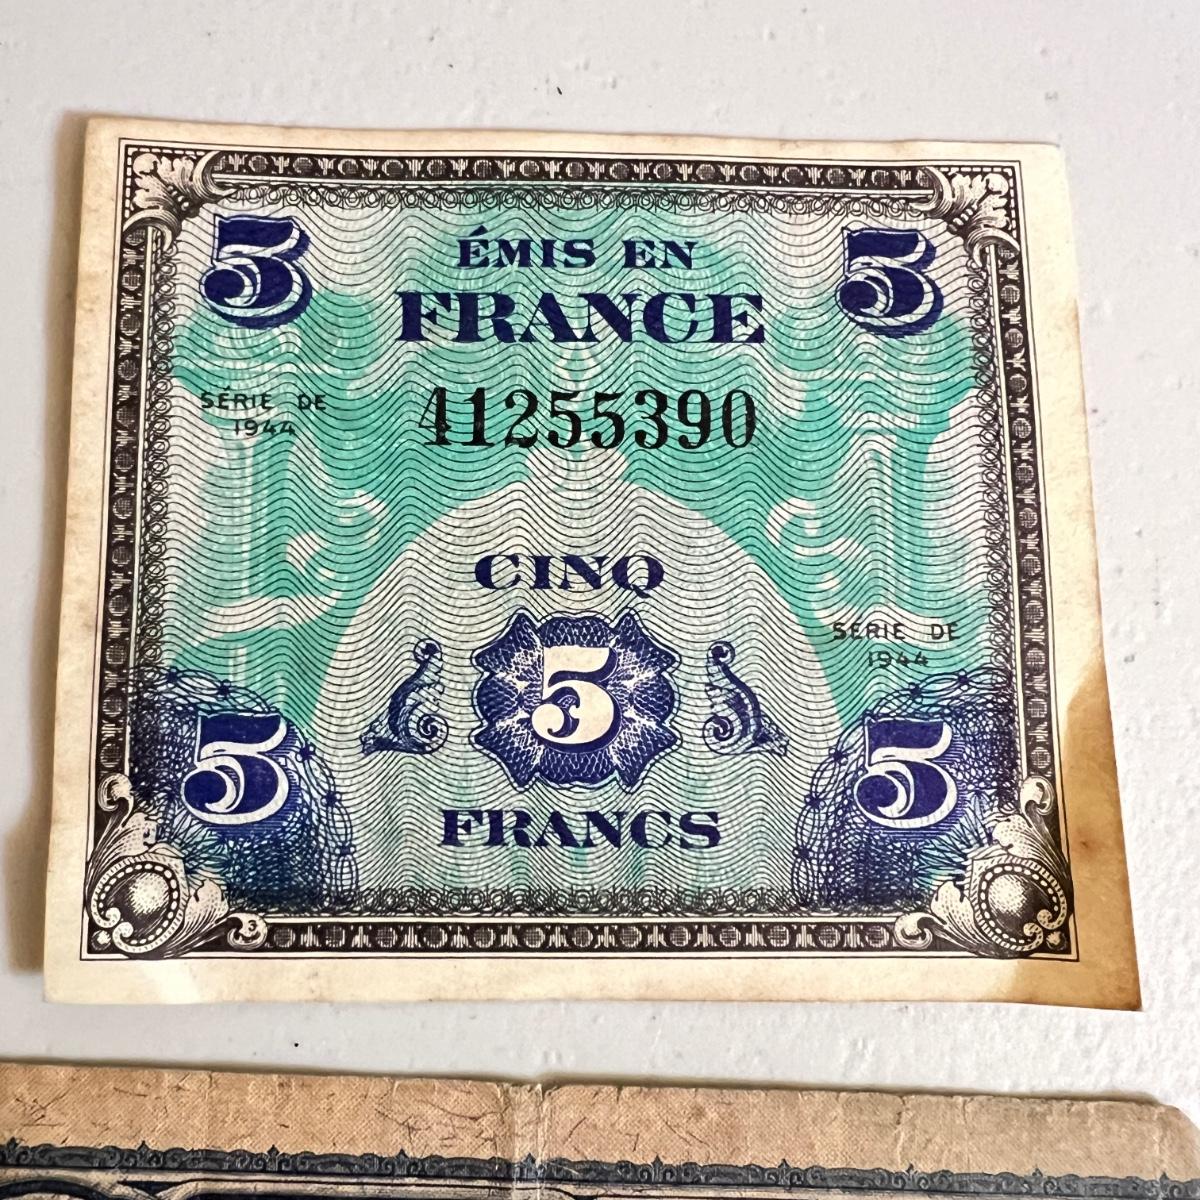 5 ÉMIS EN 5
FRANCE
SÉRIE DE 41255390
1944
CINQ
SÉRIE DE
1944
5
5 5
FRANCS